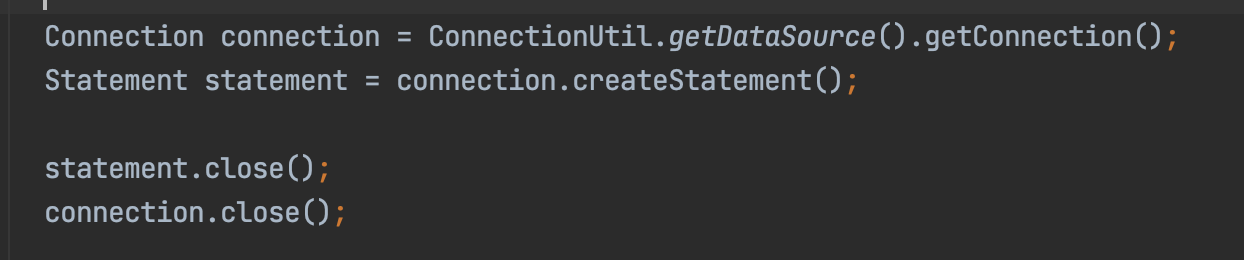 Connection connection = ConnectionUtil.getDataSource().getConnection();
Statement statement = connection.createStatement();
statement.close();
connection.close();